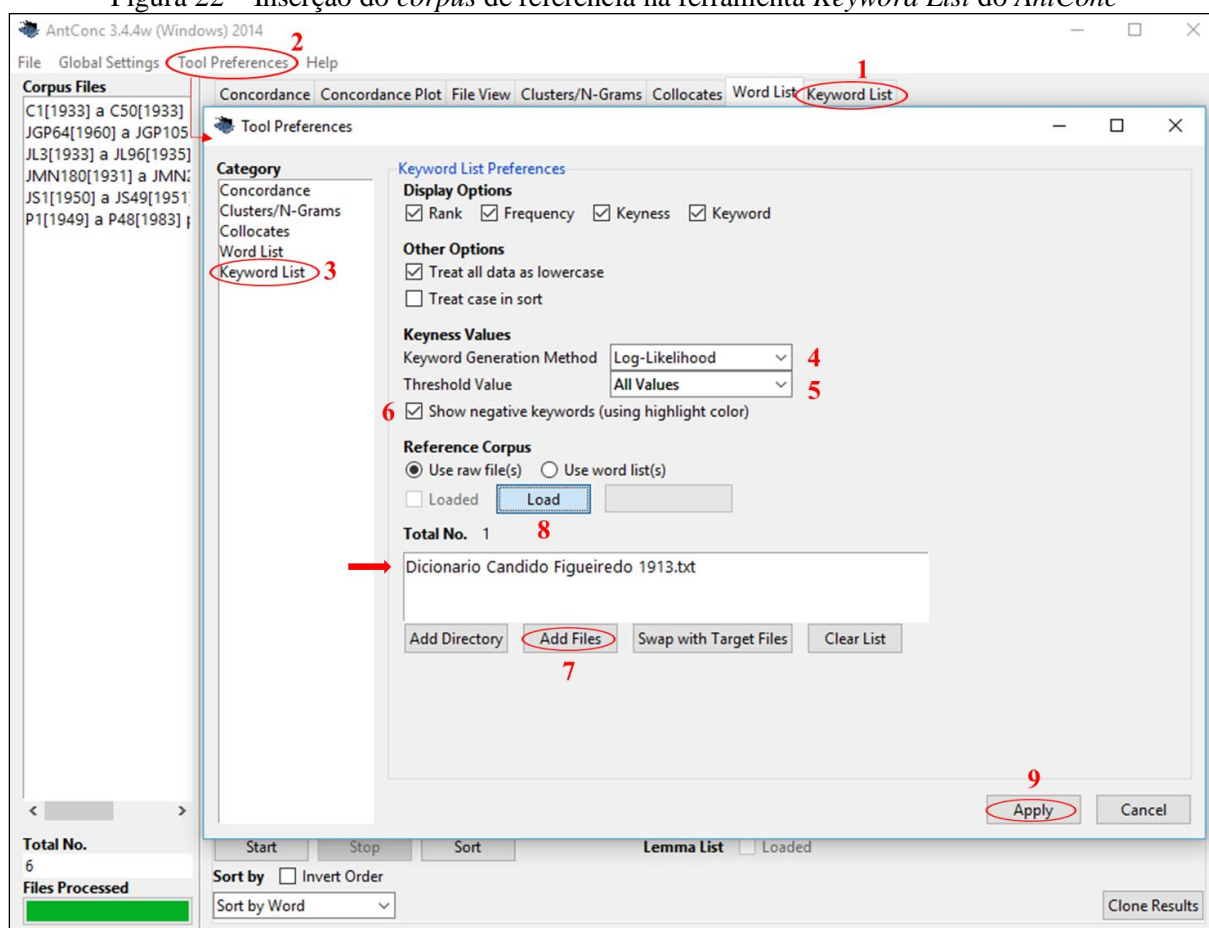 Figura 22 – Inserção do corpus de referência na ferramenta Keyword List do AntConc
AntConc 3.4.4w (Windows) 2014
2
File Global Settings Tool Preferences Help
1
Corpus Files
Concordance Concordance Plot File View Clusters/N-Grams Collocates Word List Keyword List
C1[1933] a C50[1933]
JGP64[1960] a JGP105
JL3[1933] a JL96[1935]
JMN180[1931] a
JS1[1950] a JS49[1951]
P1[1949] a P48[1983]
Tool Preferences
Category
Concordance
Clusters/N-Grams
Collocates
Word List
Keyword List 3
Keyword List Preferences
Display Options
Rank Frequency Keyness Keyword
Other Options
Treat all data as lowercase
Treat case in sort
Keyness Values
Keyword Generation Method Log-Likelihood 4
Threshold Value All Values 5
6 Show negative keywords (using highlight color)
Reference Corpus
Use raw file(s) Use word list(s)
Loaded Load
8
Total No. 1
Dicionario Candido Figueiredo 1913.txt
Add Directory Add Files Swap with Target Files Clear List
7
9
Apply Cancel
Total No.
6
Files Processed
Start Stop Sort Lemma List Loaded
Sort by Invert Order
Sort by Word
Clone Results